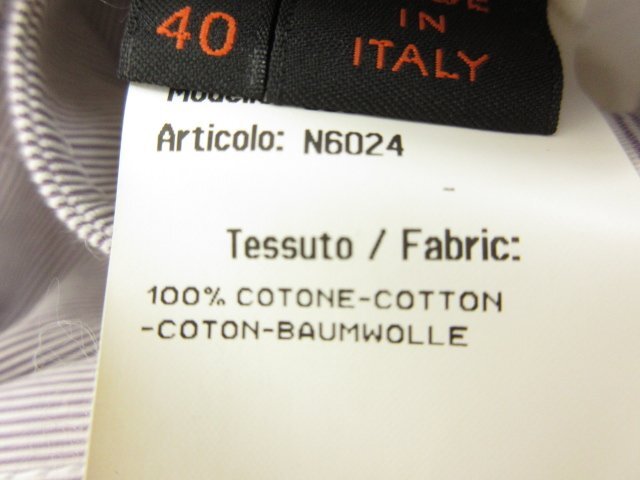 40
IN
ITALY
Articolo: N6024
Tessuto / Fabric:
100% COTONE-COTTON
-COTON-BAUMWOLLE